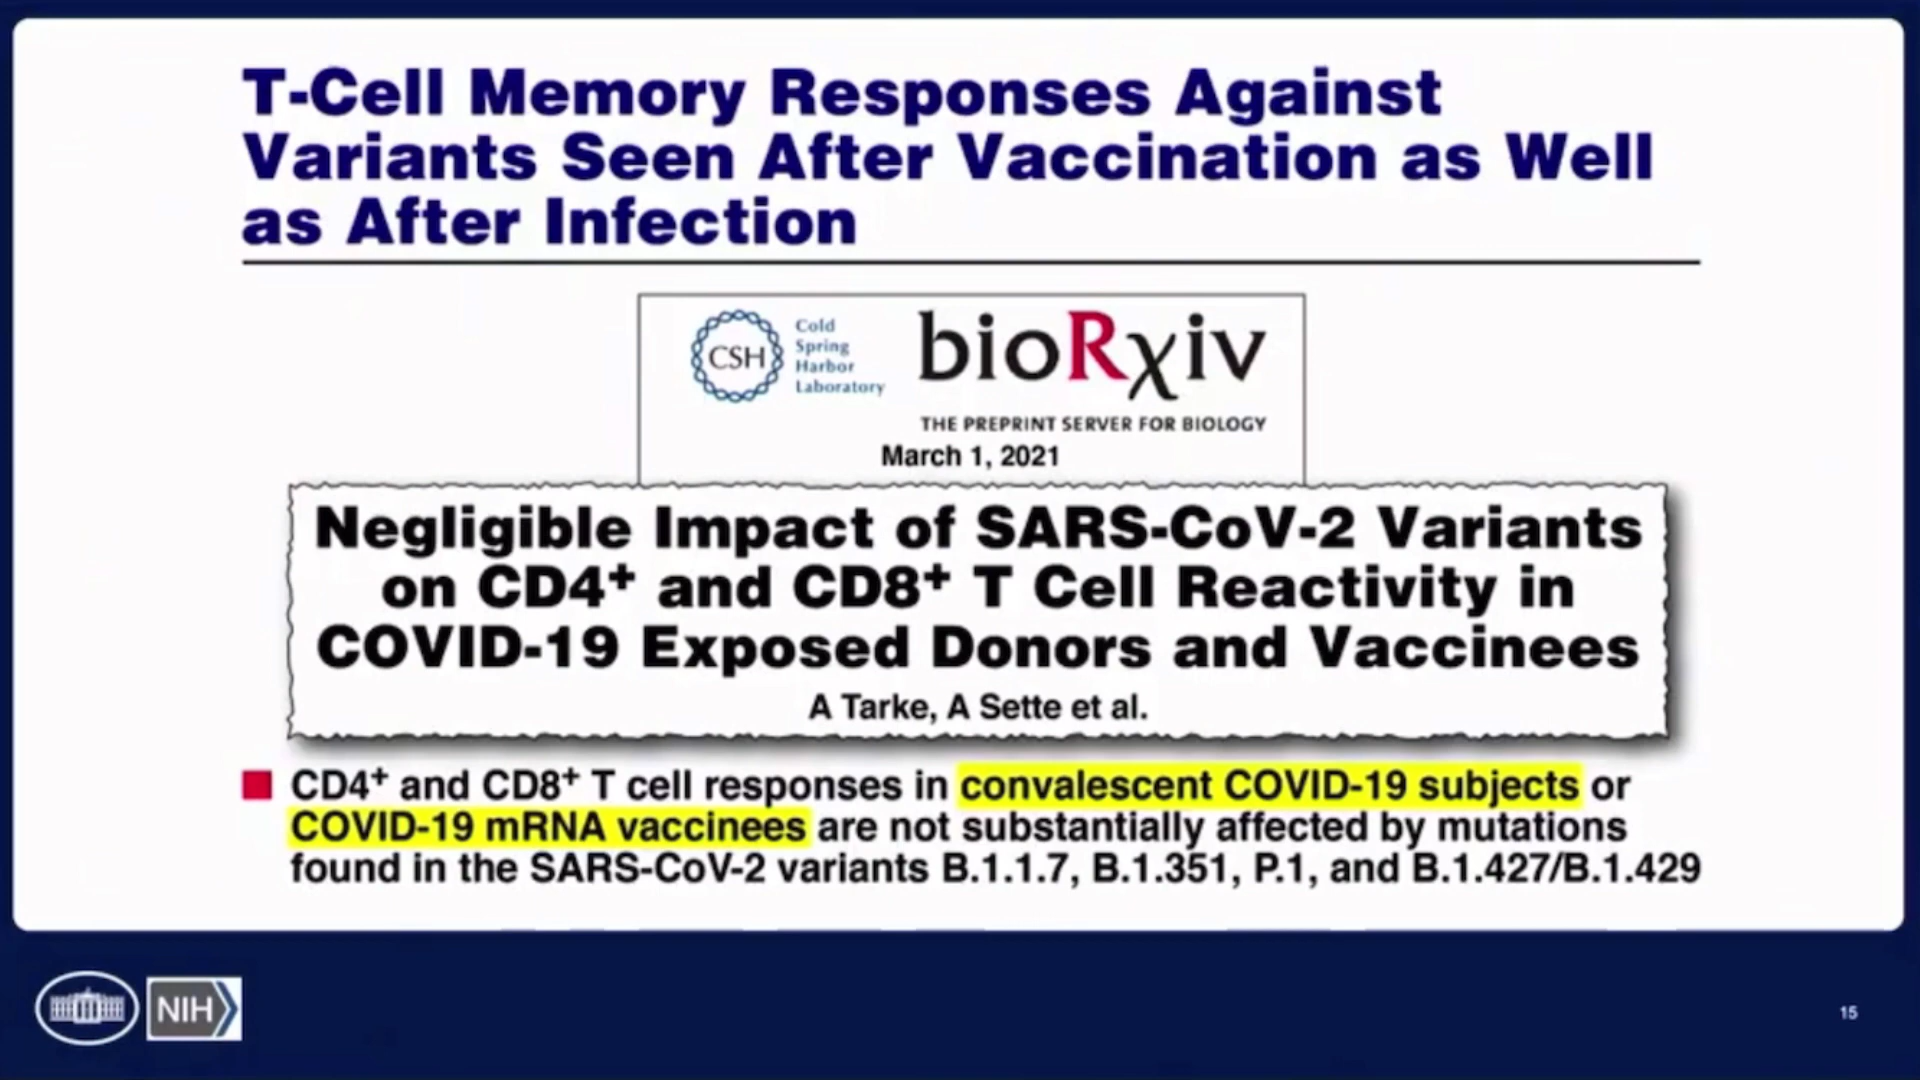 T-Cell Memory Responses Against
Variants Seen After Vaccination as Well
as After Infection
CSH
Cold
Spring
Harbor
Laboratory
bioRχiv
THE PREPRINT SERVER FOR BIOLOGY
March 1, 2021
Negligible Impact of SARS-CoV-2 Variants
on CD4⁺ and CD8⁺ T Cell Reactivity in
COVID-19 Exposed Donors and Vaccinees
A Tarke, A Sette et al.
CD4⁺ and CD8⁺ T cell responses in convalescent COVID-19 subjects or
COVID-19 mRNA vaccinees are not substantially affected by mutations
found in the SARS-CoV-2 variants B.1.1.7, B.1.351, P.1, and B.1.427/B.1.429
NIH
15